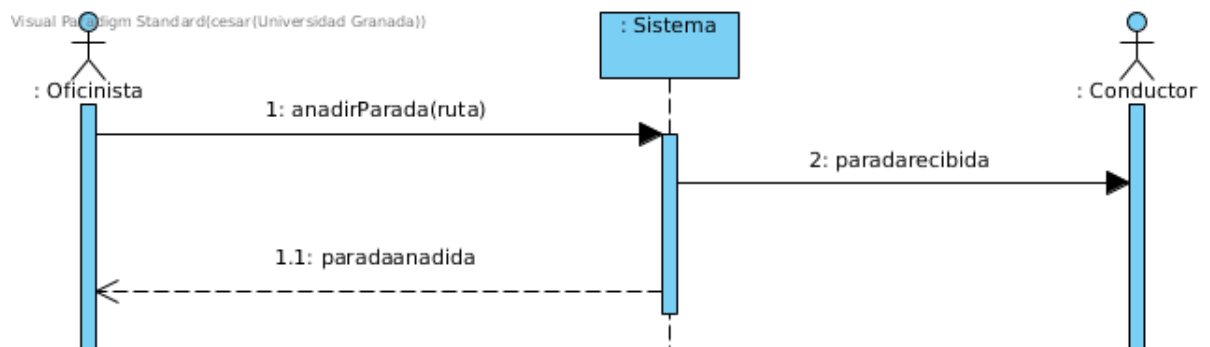 Visual Paradigm Standard(cesar(Universidad Granada))
: Sistema
: Oficinista
: Conductor
1: anadirParada(ruta)
2: paradarecibida
1.1: paradaanadida